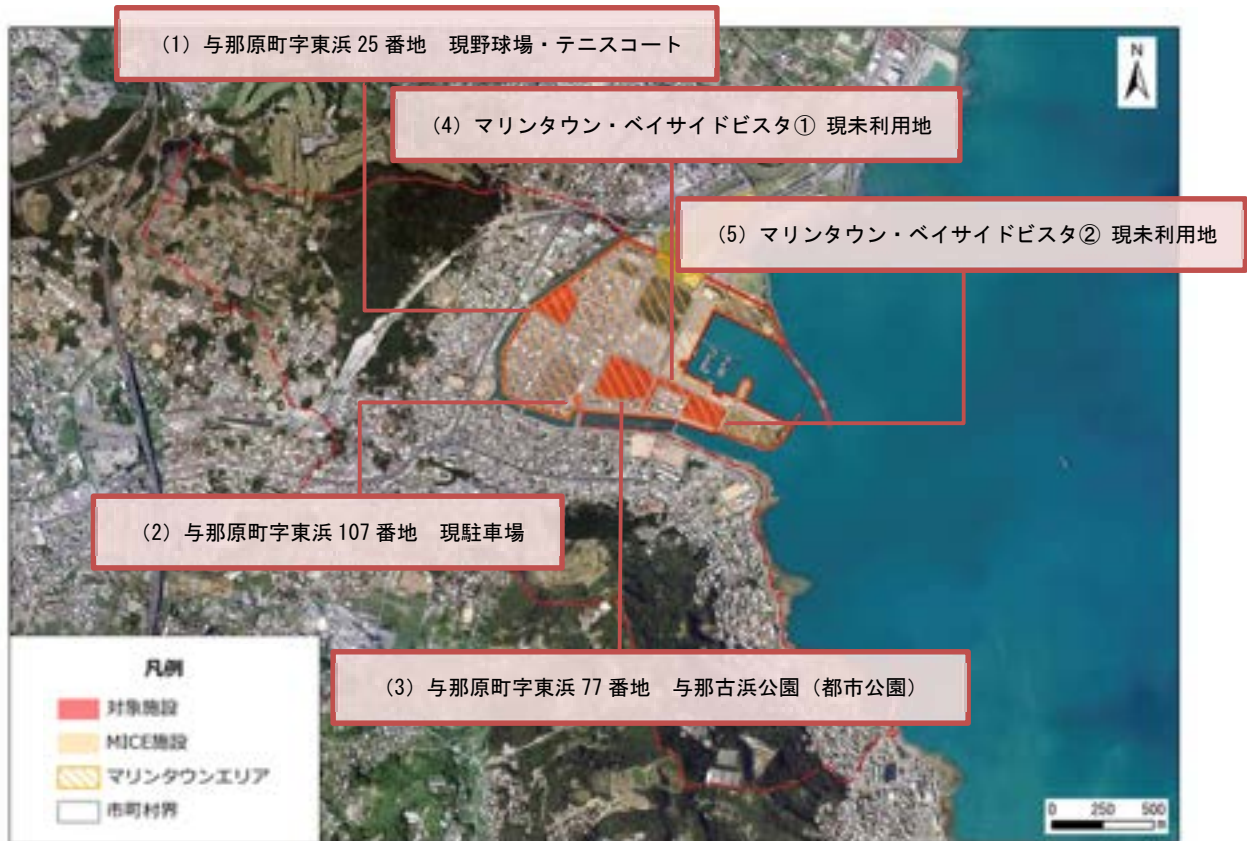 (1) 与那原町字東浜 25 番地　現野球場・テニスコート
(4) マリンタウン・ベイサイドビスタ① 現未利用地
(5) マリンタウン・ベイサイドビスタ② 現未利用地
(2) 与那原町字東浜 107 番地　現駐車場
(3) 与那原町字東浜 77 番地　与那古浜公園（都市公園）
N
凡例
対象施設
MICE施設
マリンタウンエリア
市町村界
0 250 500
m